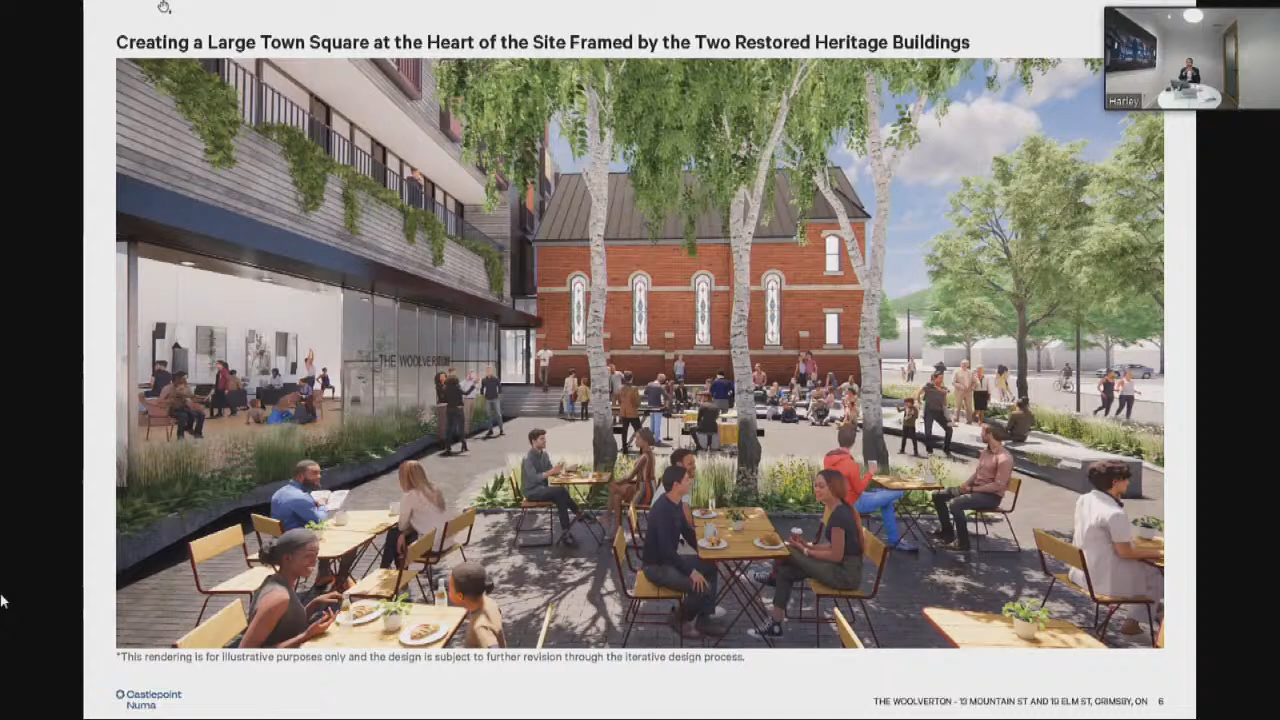 Creating a Large Town Square at the Heart of the Site Framed by the Two Restored Heritage Buildings
Harley
THE WOOLVERTON
*This rendering is for illustrative purposes only and the design is subject to further revision through the iterative design process.
Castlepoint
Numa
THE WOOLVERTON - 13 MOUNTAIN ST AND 19 ELM ST, GRIMSBY, ON 6